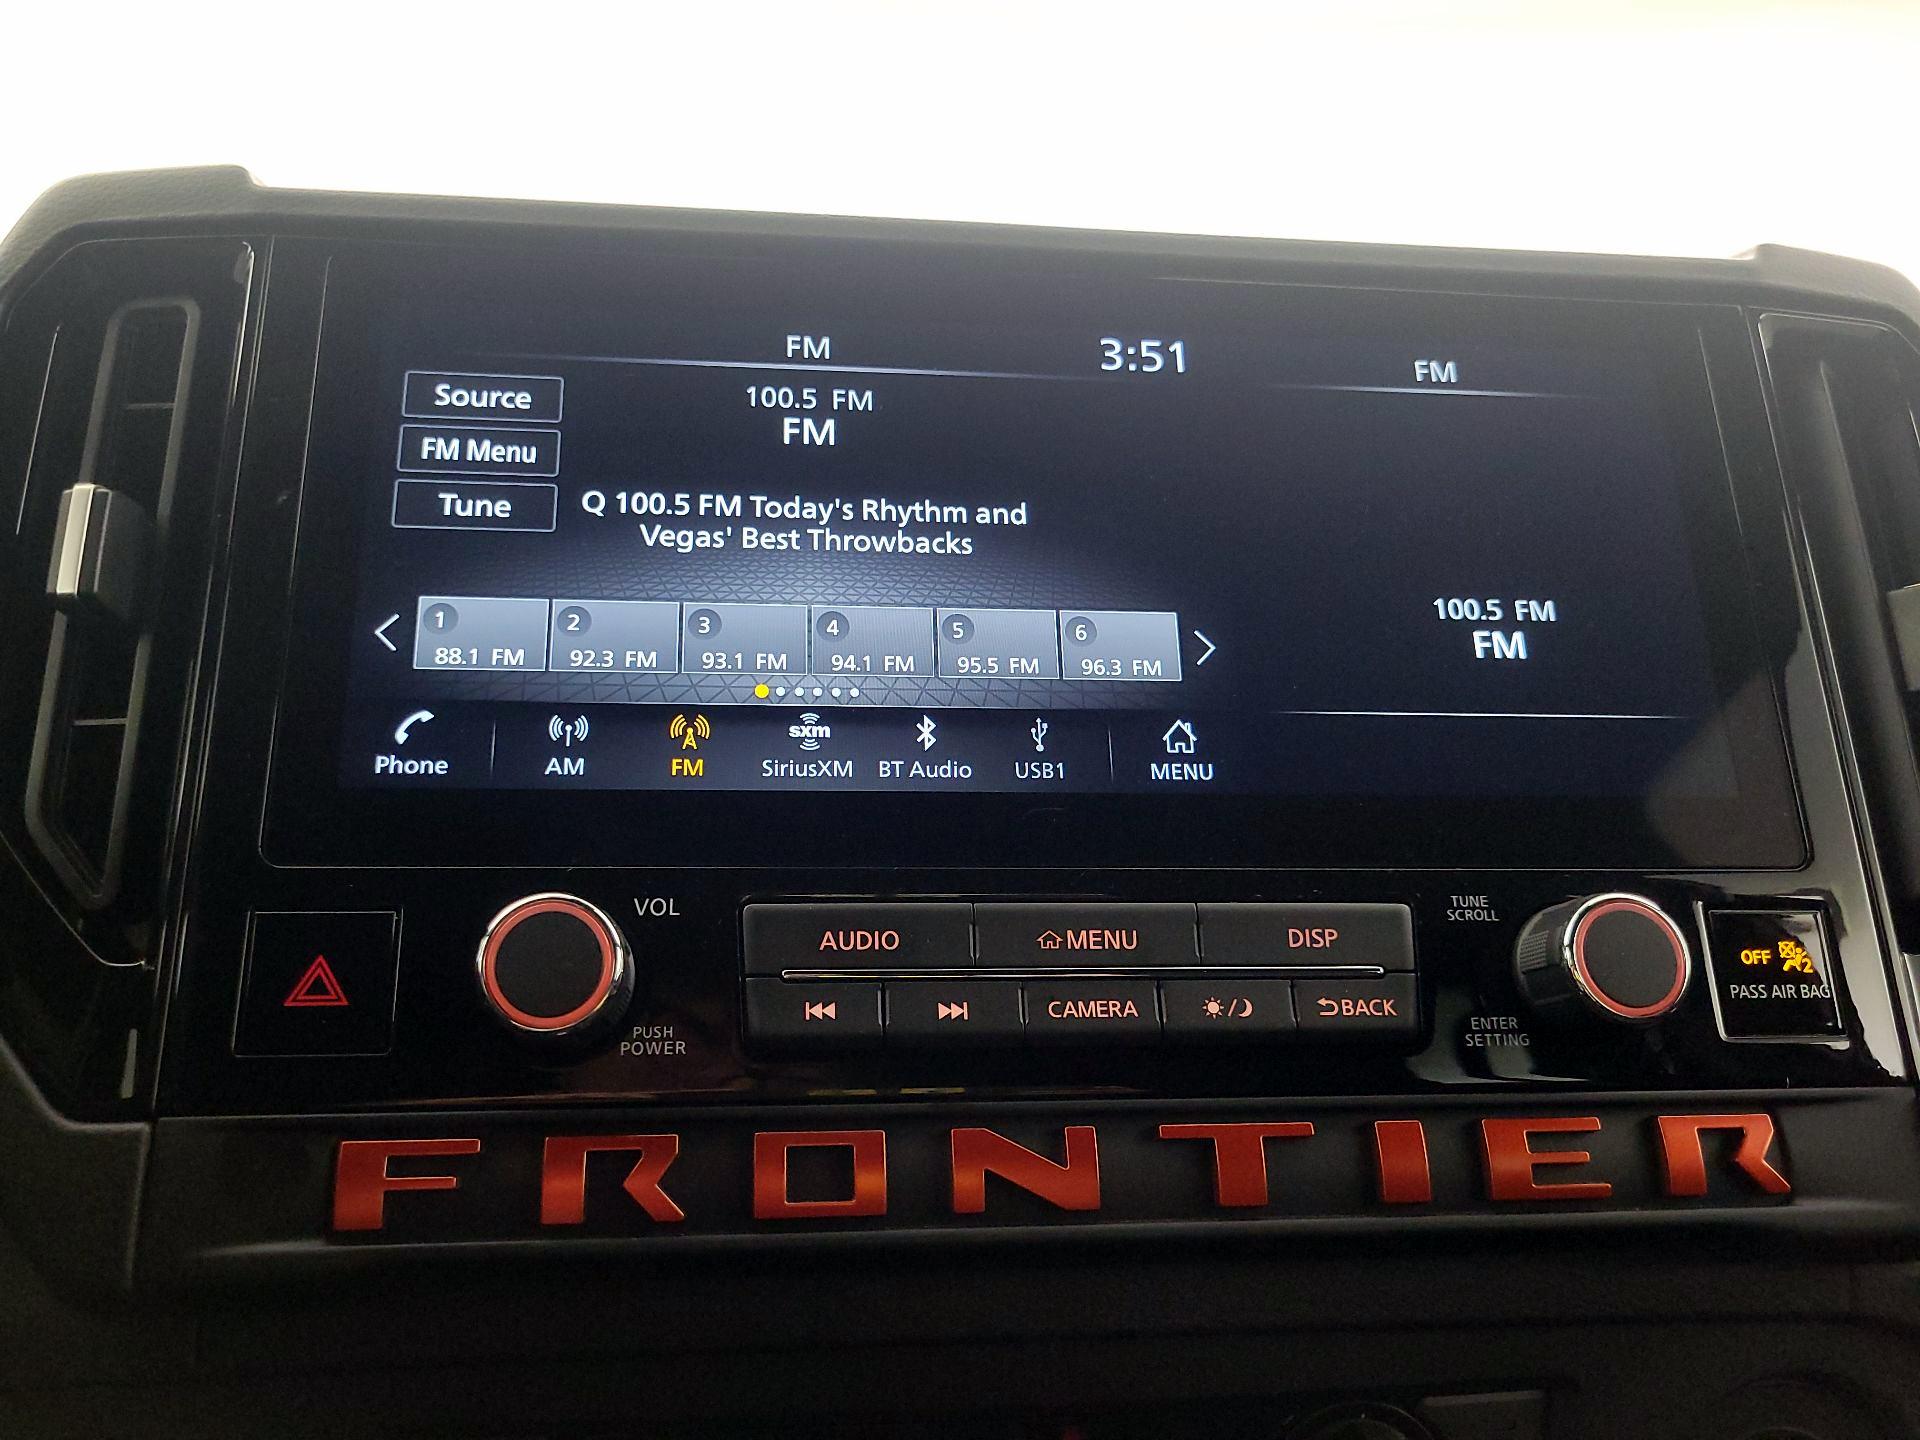 FM
3:51
FM
Source
100.5 FM
FM Menu
FM
Tune
Q 100.5 FM Today's Rhythm and
Vegas' Best Throwbacks
1
88.1 FM
2
92.3 FM
3
93.1 FM
4
94.1 FM
5
95.5 FM
6
96.3 FM
100.5 FM
FM
Phone
AM
FM
sxm
SiriusXM
BT Audio
USB1
MENU
VOL
PUSH
POWER
AUDIO
MENU
DISP
CAMERA
BACK
TUNE
SCROLL
ENTER
SETTING
OFF
2
PASS AIR BAG
FRONTIER